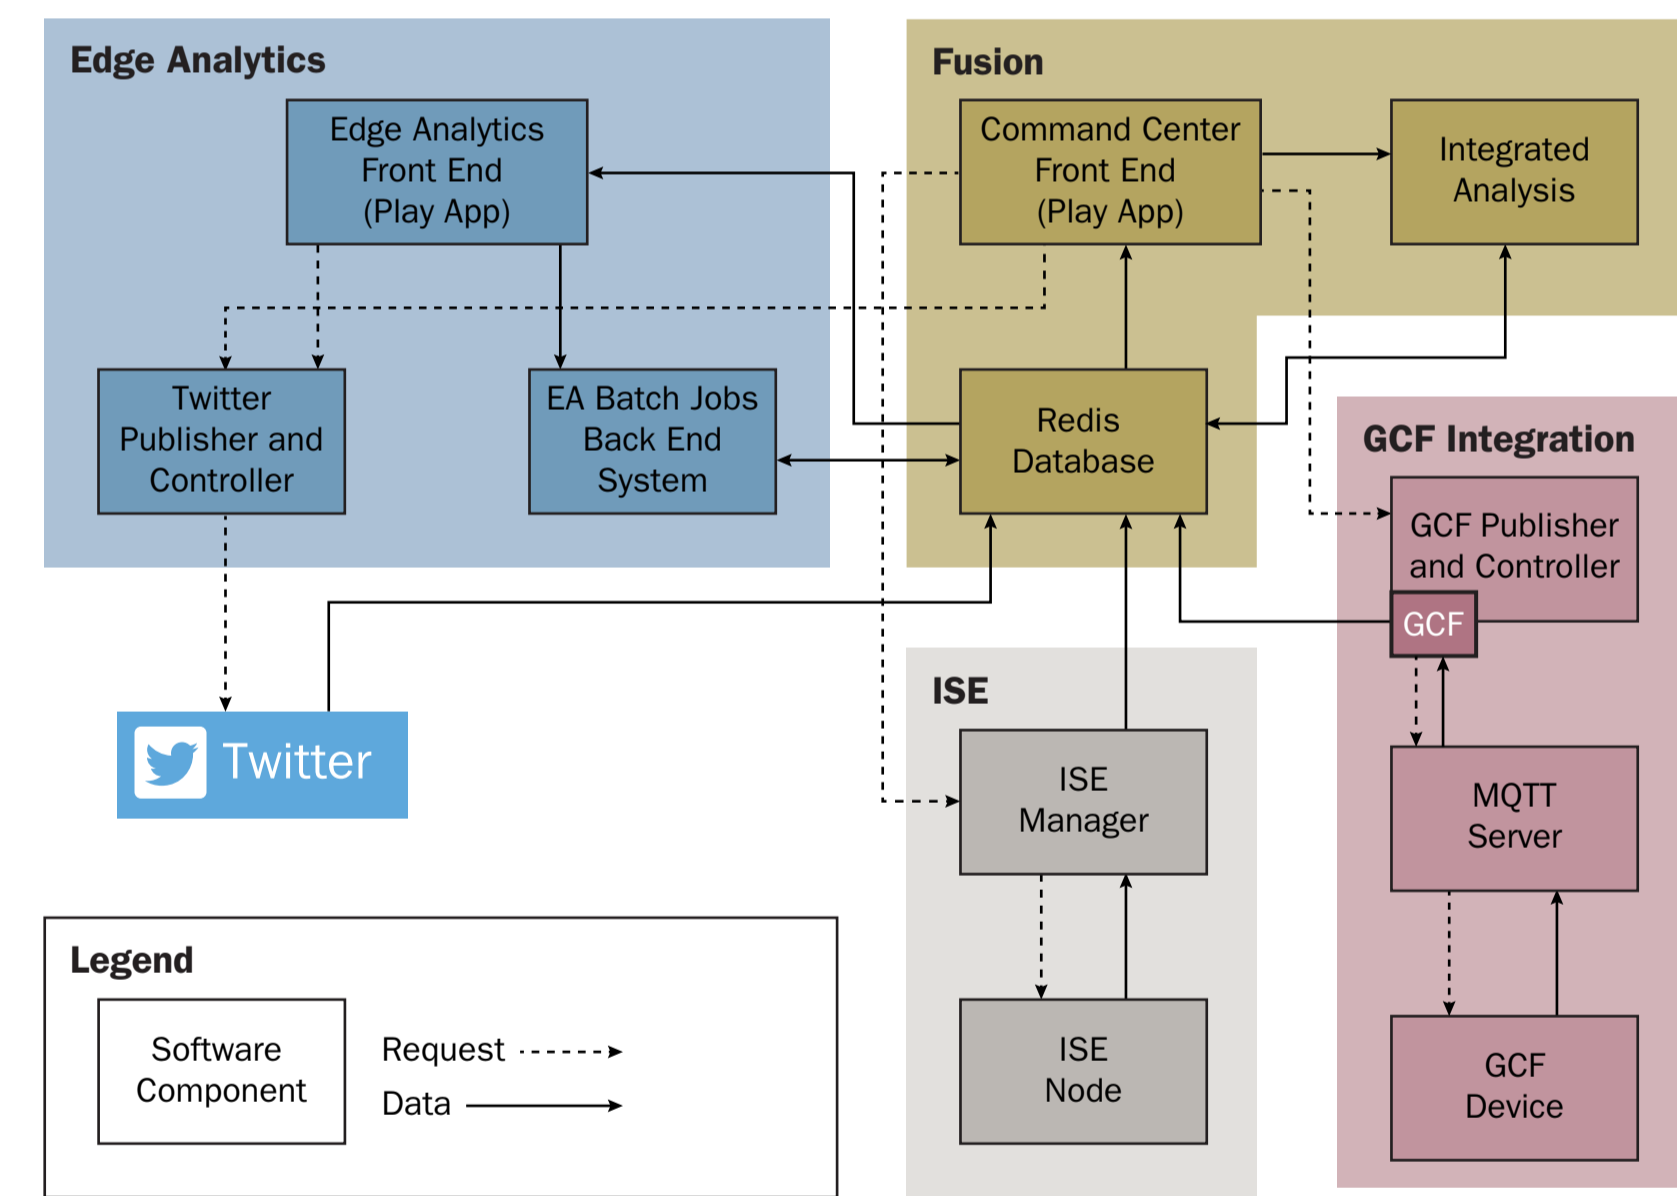 Edge Analytics
Edge Analytics
Front End
(Play App)
Twitter
Publisher and
Controller
EA Batch Jobs
Back End
System
Twitter
Fusion
Command Center
Front End
(Play App)
Integrated
Analysis
Redis
Database
GCF Integration
GCF Publisher
and Controller
GCF
MQTT
Server
GCF
Device
ISE
ISE
Manager
ISE
Node
Legend
Software
Component
Request
Data